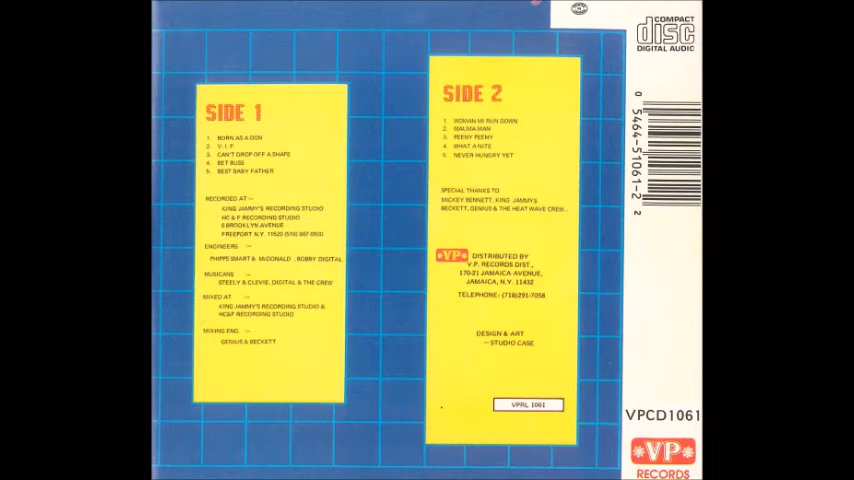 SIDE 1
1. BORN AS A DON
2. V.I.F
3. CAN'T DROP OFF A SHAPE
4. BET BUSS
5. BEST BABY FATHER
RECORDED AT:—
KING JAMMY'S RECORDING STUDIO
HC & F RECORDING STUDIO
8 BROOKLYN AVENUE
FREEPORT N.Y. 11520 (516) 867-0900
ENGINEERS —
PHIPPS SMART & McDONALD, BOBBY DIGITAL
MUSICANS —
STEELY & CLEVIE, DIGITAL & THE CREW
MIXED AT —
KING JAMMY'S RECORDING STUDIO &
HC&F RECORDING STUDIO
MIXING ENG. —
GENIUS & BECKETT
SIDE 2
1. WOMAN MI RUN DOWN
2. MAUMA MAN
3. FEENY FEENY
4. WHAT A NITE
5. NEVER HUNGRY YET
SPECIAL THANKS TO
MICKEY BENNETT, KING JAMMYS
BECKETT, GENIUS & THE HEAT WAVE CREW...
VP DISTRIBUTED BY
V.P. RECORDS DIST.,
170-21 JAMAICA AVENUE,
JAMAICA, N.Y. 11432
TELEPHONE: (718)291-7058
DESIGN & ART
— STUDIO CASE
VPRL 1061
COMPACT
disc
DIGITAL AUDIO
0 5464-51061-2 2
VPCD1061
VP
RECORDS